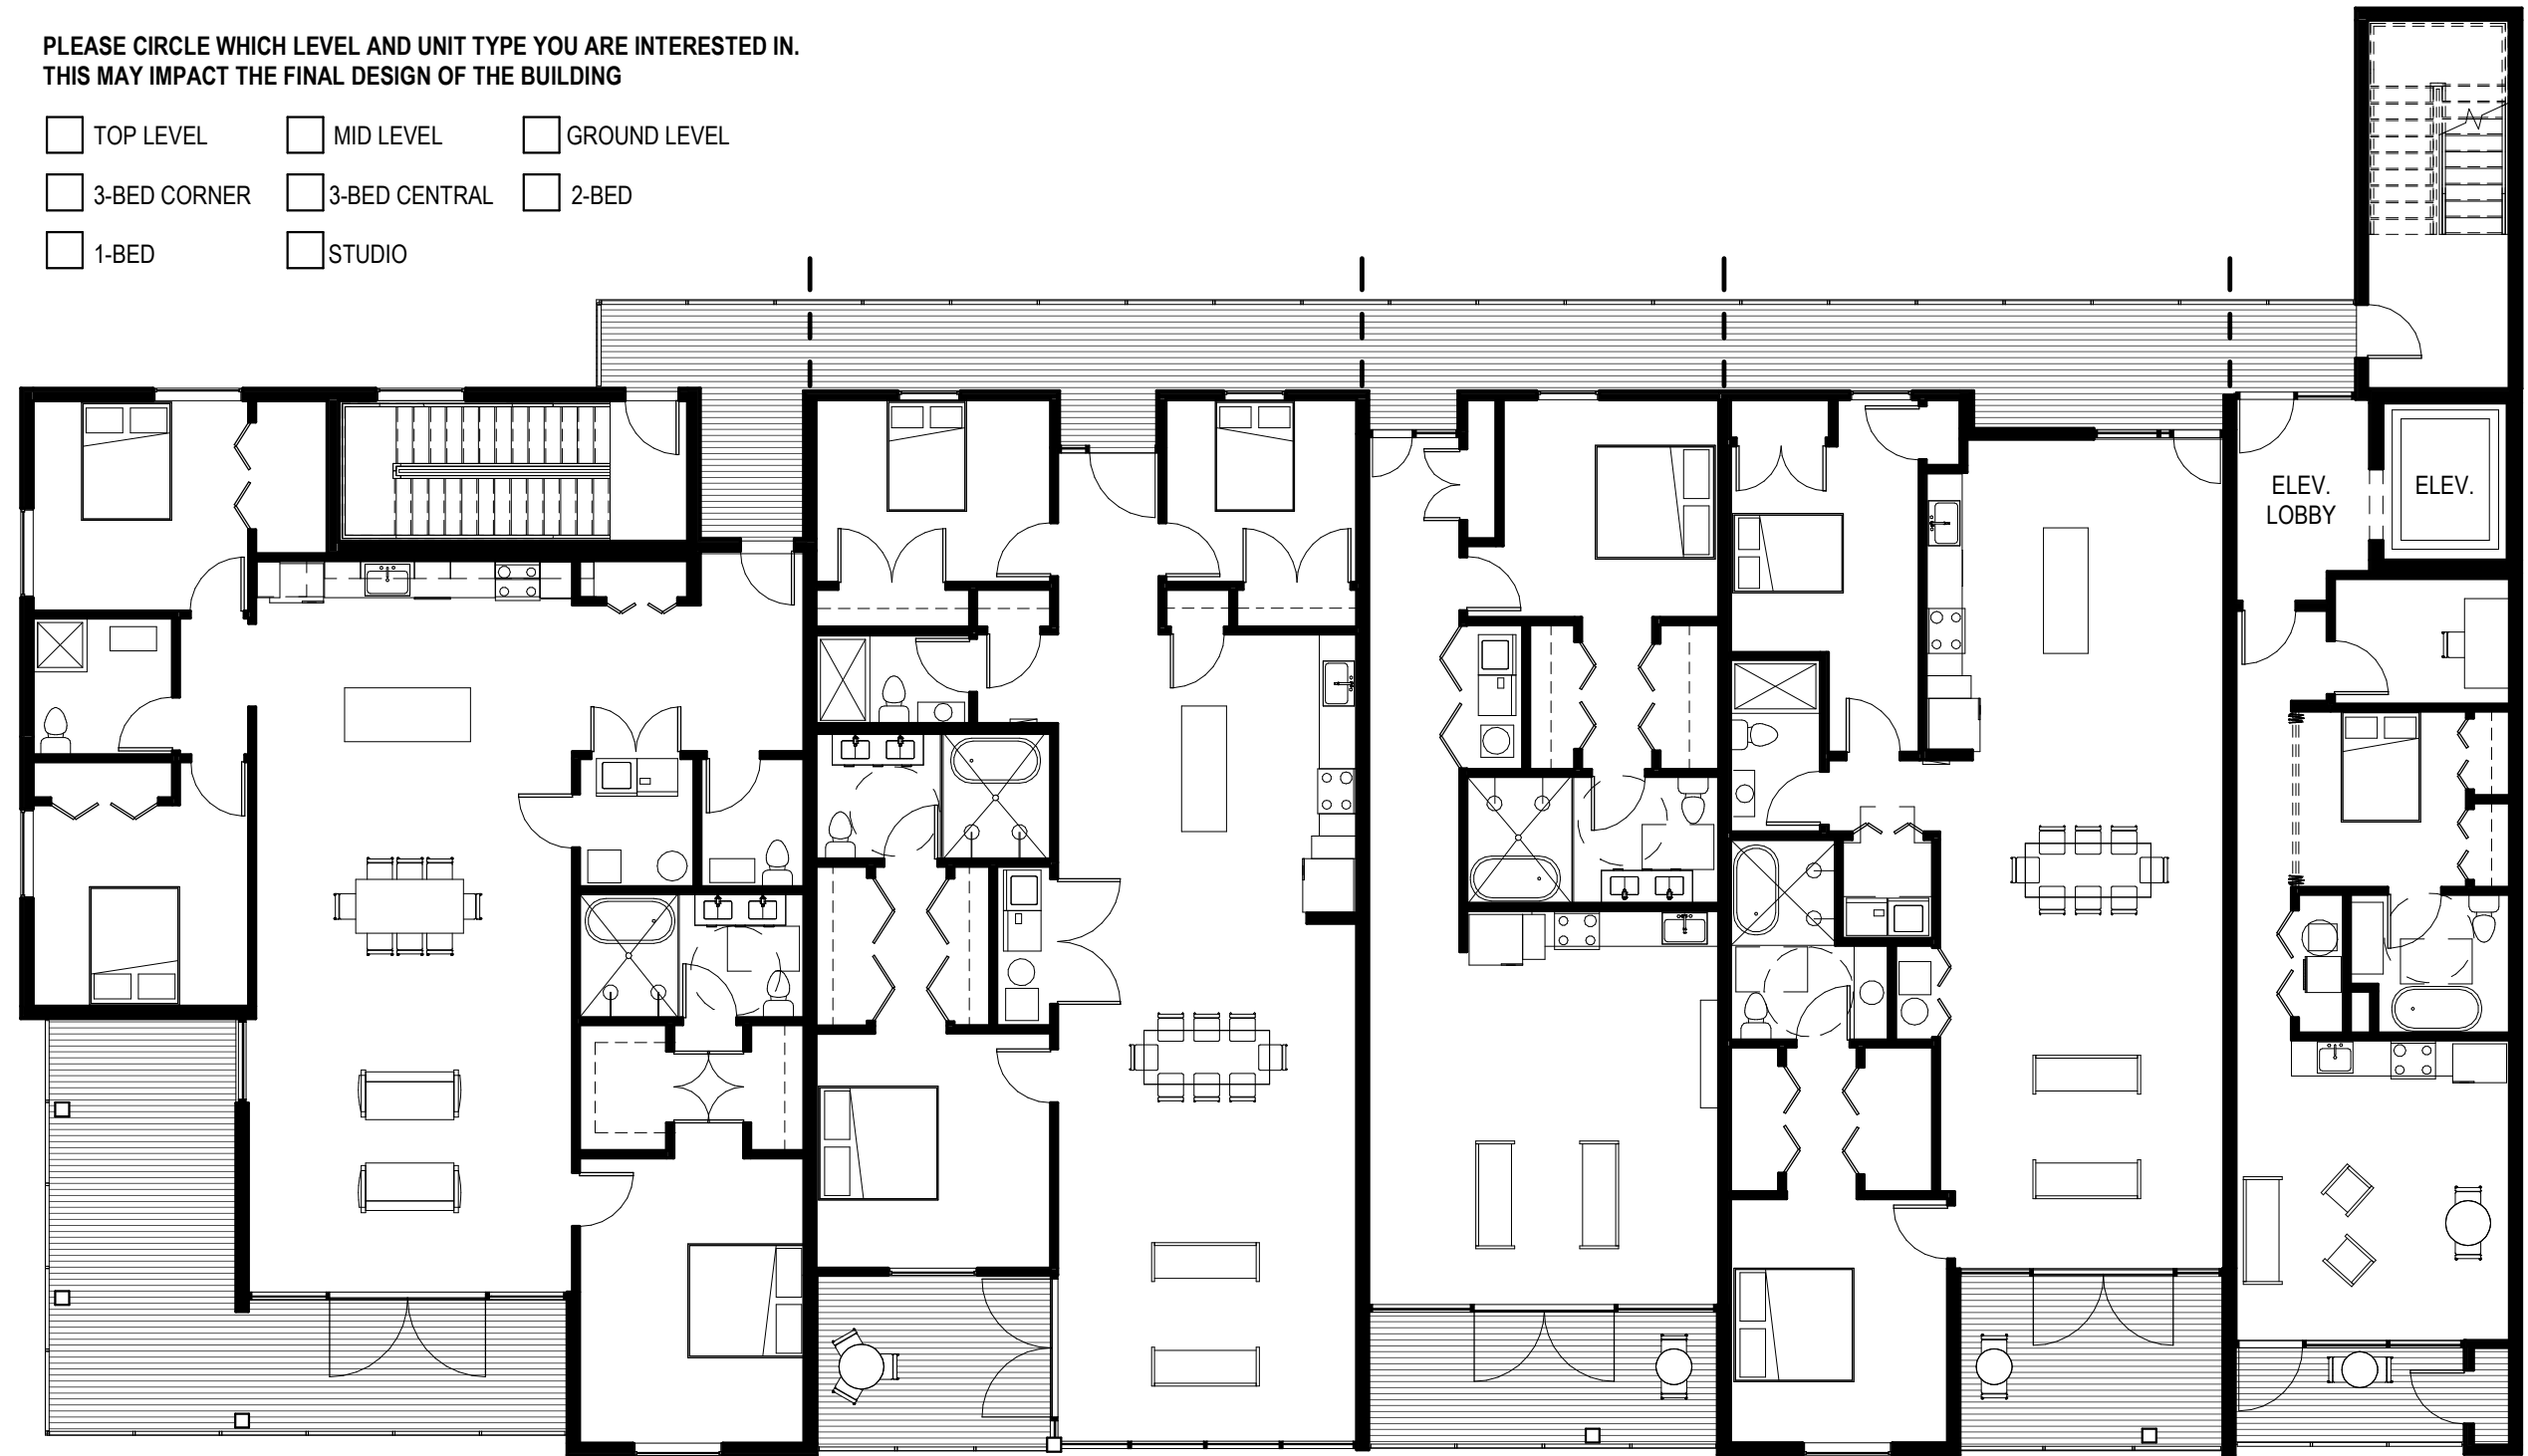 PLEASE CIRCLE WHICH LEVEL AND UNIT TYPE YOU ARE INTERESTED IN.
THIS MAY IMPACT THE FINAL DESIGN OF THE BUILDING
TOP LEVEL
MID LEVEL
GROUND LEVEL
3-BED CORNER
3-BED CENTRAL
2-BED
1-BED
STUDIO
ELEV.
LOBBY
ELEV.